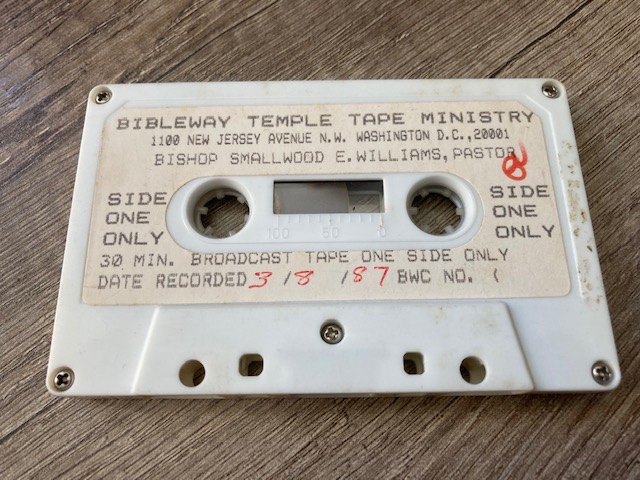 BIBLEWAY TEMPLE TAPE MINISTRY
1100 NEW JERSEY AVENUE N.W. WASHINGTON D.C.,20001
BISHOP SMALLWOOD E.WILLIAMS,PASTOR
SIDE
ONE
ONLY
100 50 0
SIDE
ONE
ONLY
30 MIN. BROADCAST TAPE ONE SIDE ONLY
DATE RECORDED 3 / 8 / 87 BWC NO. (